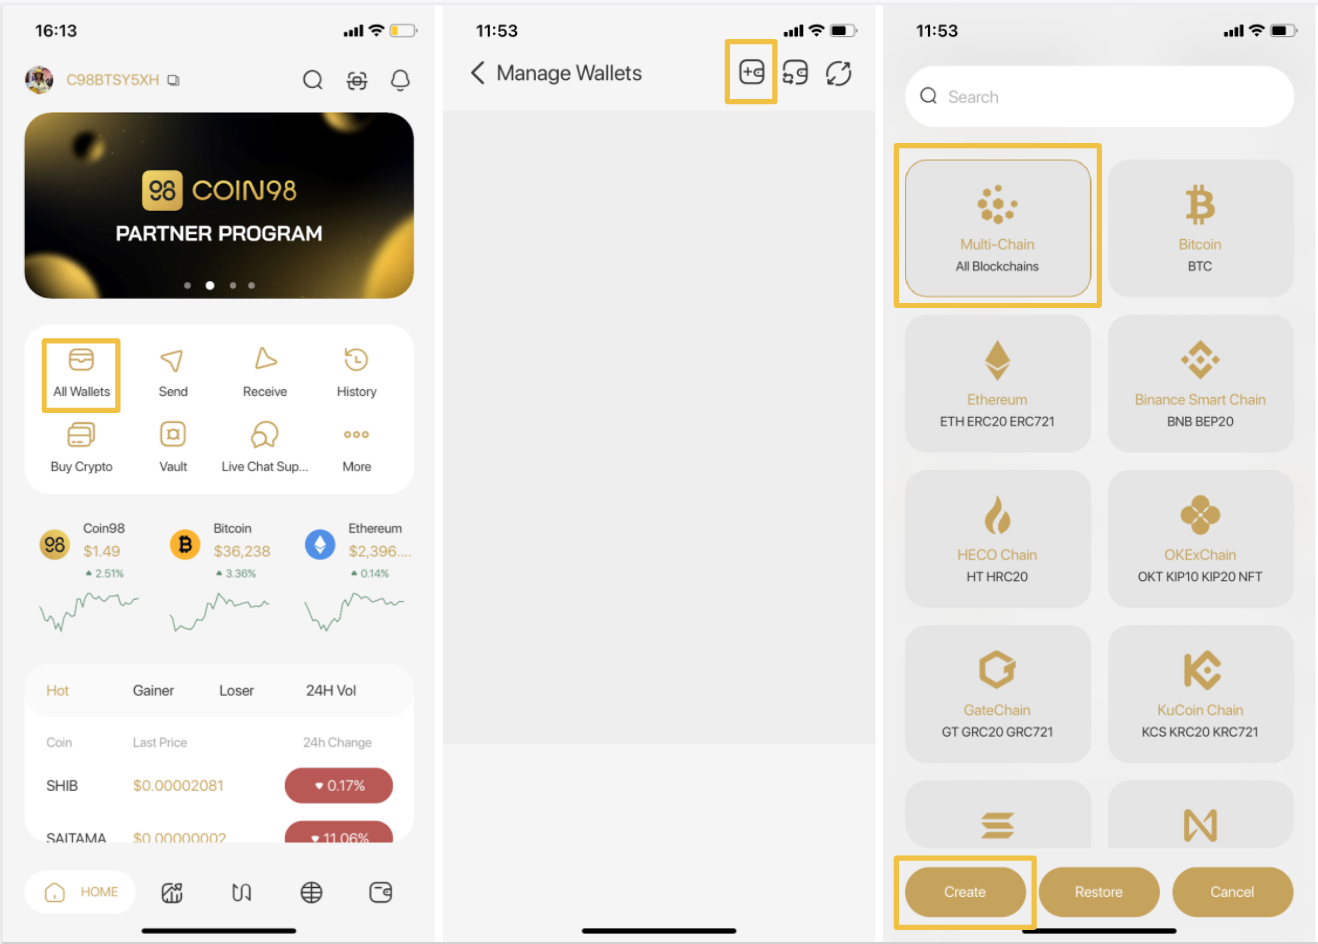 16:13
C98BTSY5XH
98 COIN98
PARTNER PROGRAM
All Wallets
Send
Receive
History
Buy Crypto
Vault
Live Chat Sup...
More
Coin98
$1.49
2.51%
Bitcoin
$36,238
3.36%
Ethereum
$2,396....
0.14%
98
Hot
Gainer
Loser
24H Vol
Coin
Last Price
24h Change
SHIB
$0.00002081
0.17%
SAITAMA
$0.00000002
11.06%
HOME
11:53
Manage Wallets
11:53
Search
Multi-Chain
All Blockchains
Bitcoin
BTC
Ethereum
ETH ERC20 ERC721
Binance Smart Chain
BNB BEP20
HECO Chain
HT HRC20
OKExChain
OKT KIP10 KIP20 NFT
GateChain
GT GRC20 GRC721
KuCoin Chain
KCS KRC20 KRC721
Create
Restore
Cancel